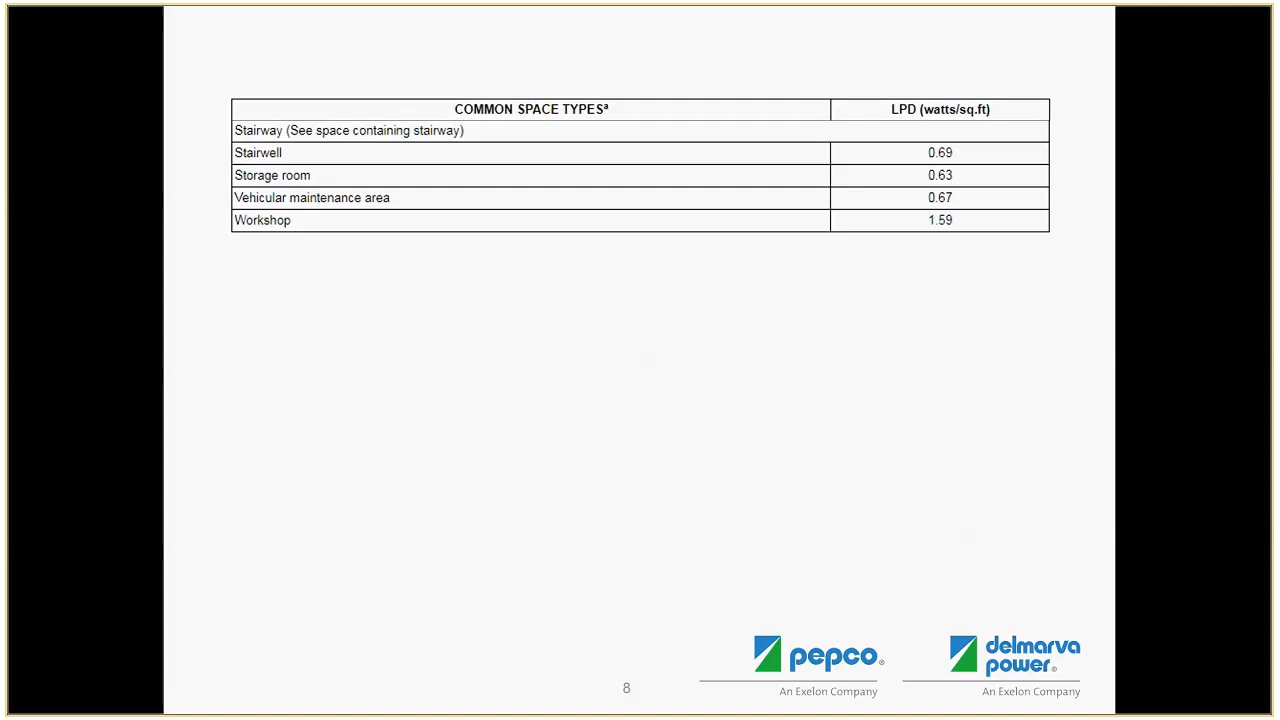 COMMON SPACE TYPESª LPD (watts/sq.ft)
Stairway (See space containing stairway)
Stairwell 0.69
Storage room 0.63
Vehicular maintenance area 0.67
Workshop 1.59
pepco®
An Exelon Company
delmarva
power®
An Exelon Company
8